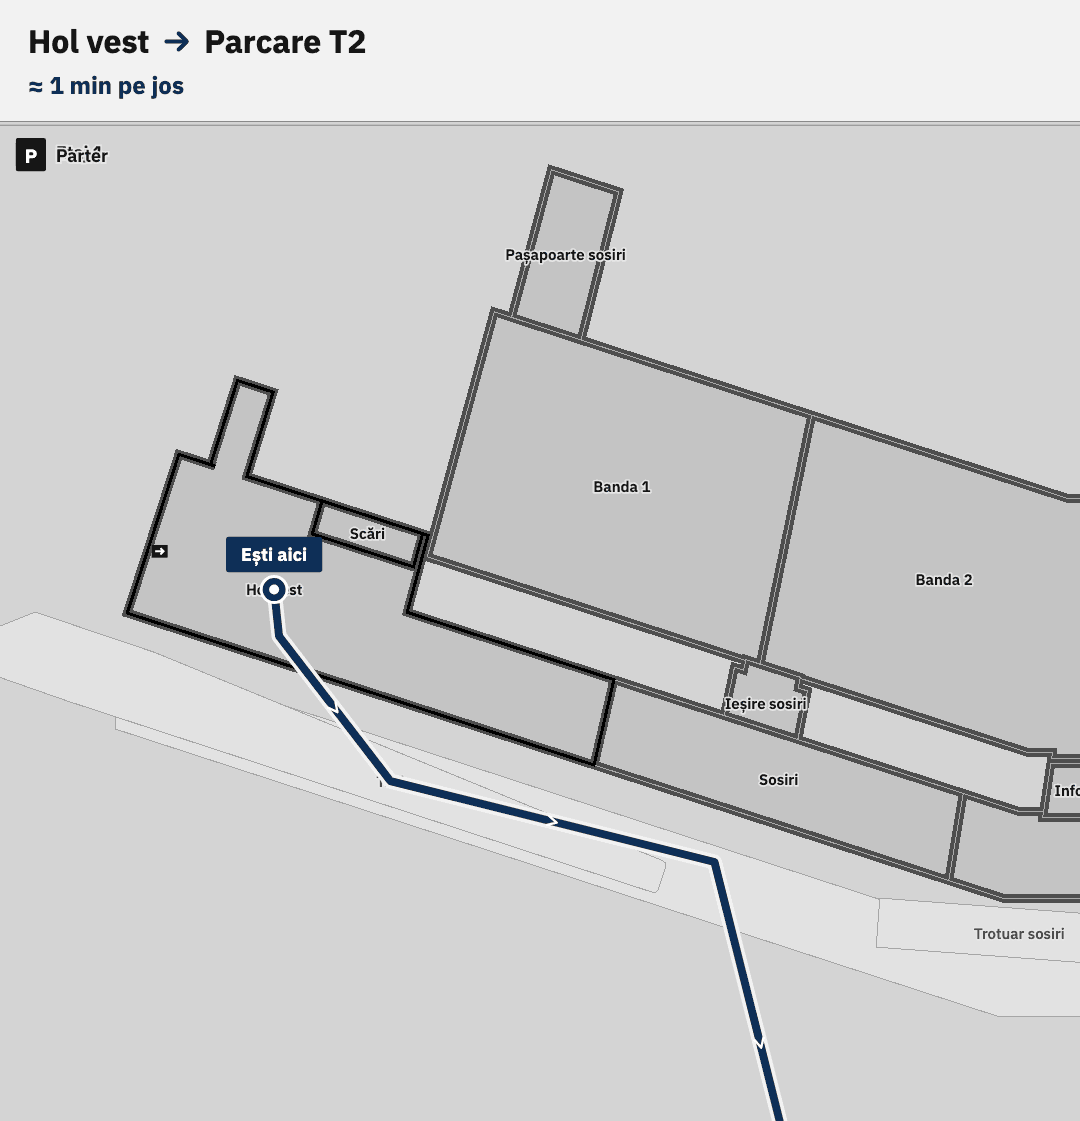 Hol vest → Parcare T2
≈ 1 min pe jos
P Parter
Pașapoarte sosiri
Banda 1
Scări
Ești aici
Banda 2
Ieșire sosiri
Sosiri
Info
Trotuar sosiri